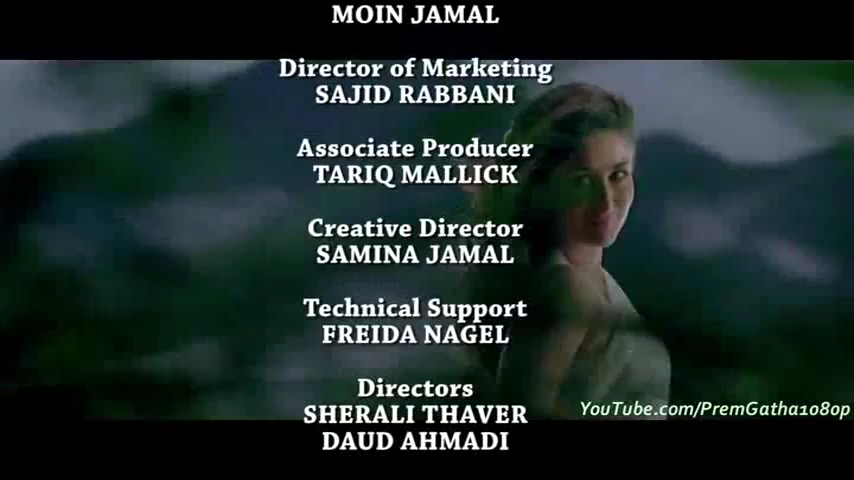 MOIN JAMAL
Director of Marketing
SAJID RABBANI
Associate Producer
TARIQ MALLICK
Creative Director
SAMINA JAMAL
Technical Support
FREIDA NAGEL
Directors
SHERALI THAVER
DAUD AHMADI
YouTube.com/PremGatha1080p